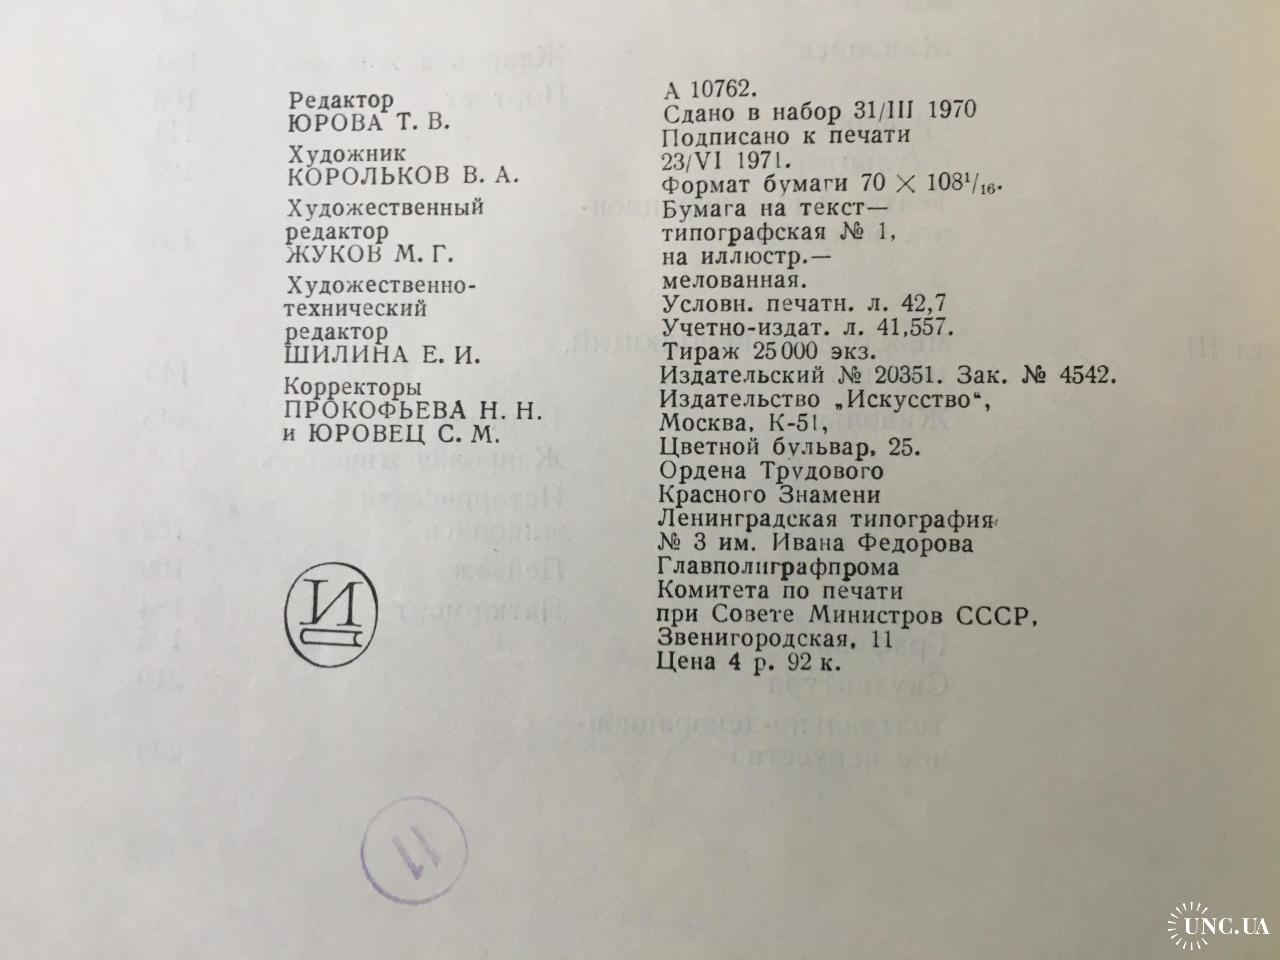 Редактор
ЮРОВА Т. В.
Художник
КОРОЛЬКОВ В. А.
Художественный
редактор
ЖУКОВ М. Г.
Художественно-
технический
редактор
ШИЛИНА Е. И.
Корректоры
ПРОКОФЬЕВА Н. Н.
и ЮРОВЕЦ С. М.
И
А 10762.
Сдано в набор 31/III 1970
Подписано к печати
23/VI 1971.
Формат бумаги 70 × 108¹/₁₆.
Бумага на текст—
типографская № 1,
на иллюстр.—
мелованная.
Условн. печатн. л. 42,7
Учетно-издат. л. 41,557.
Тираж 25 000 экз.
Издательский № 20351. Зак. № 4542.
Издательство „Искусство“,
Москва, К-51,
Цветной бульвар, 25.
Ордена Трудового
Красного Знамени
Ленинградская типография
№ 3 им. Ивана Федорова
Главполиграфпрома
Комитета по печати
при Совете Министров СССР,
Звенигородская, 11
Цена 4 р. 92 к.
11
UNC.UA